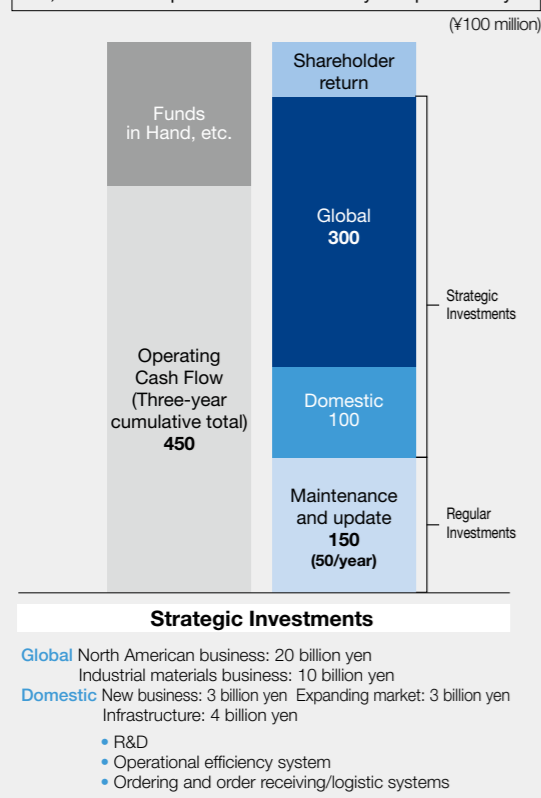 (¥100 million)
Shareholder
return
Funds
in Hand, etc.
Global
300
Strategic
Investments
Operating
Cash Flow
(Three-year
cumulative total)
450
Domestic
100
Maintenance
and update
150
(50/year)
Regular
Investments
Strategic Investments
Global North American business: 20 billion yen
Industrial materials business: 10 billion yen
Domestic New business: 3 billion yen Expanding market: 3 billion yen
Infrastructure: 4 billion yen
• R&D
• Operational efficiency system
• Ordering and order receiving/logistic systems